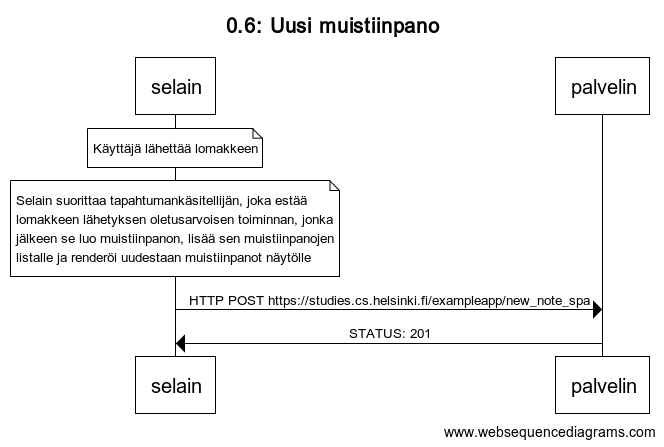 0.6: Uusi muistiinpano
selain
palvelin
Käyttäjä lähettää lomakkeen
Selain suorittaa tapahtumankäsitellijän, joka estää
lomakkeen lähetyksen oletusarvoisen toiminnan, jonka
jälkeen se luo muistiinpanon, lisää sen muistiinpanojen
listalle ja renderöi uudestaan muistiinpanot näytölle
HTTP POST https://studies.cs.helsinki.fi/exampleapp/new_note_spa
STATUS: 201
selain
palvelin
www.websequencediagrams.com